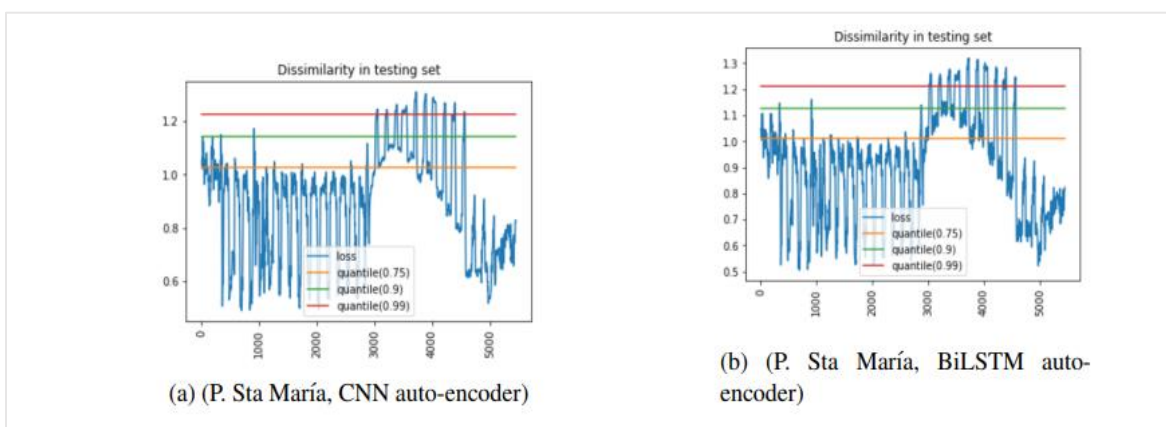 Dissimilarity in testing set
1.2
1.0
0.8
0.6
loss
quantile(0.75)
quantile(0.9)
quantile(0.99)
0
1000
2000
3000
4000
5000
(a) (P. Sta María, CNN auto-encoder)
Dissimilarity in testing set
1.3
1.2
1.1
1.0
0.9
0.8
0.7
0.6
0.5
loss
quantile(0.75)
quantile(0.9)
quantile(0.99)
0
1000
2000
3000
4000
5000
(b) (P. Sta María, BiLSTM auto-
encoder)